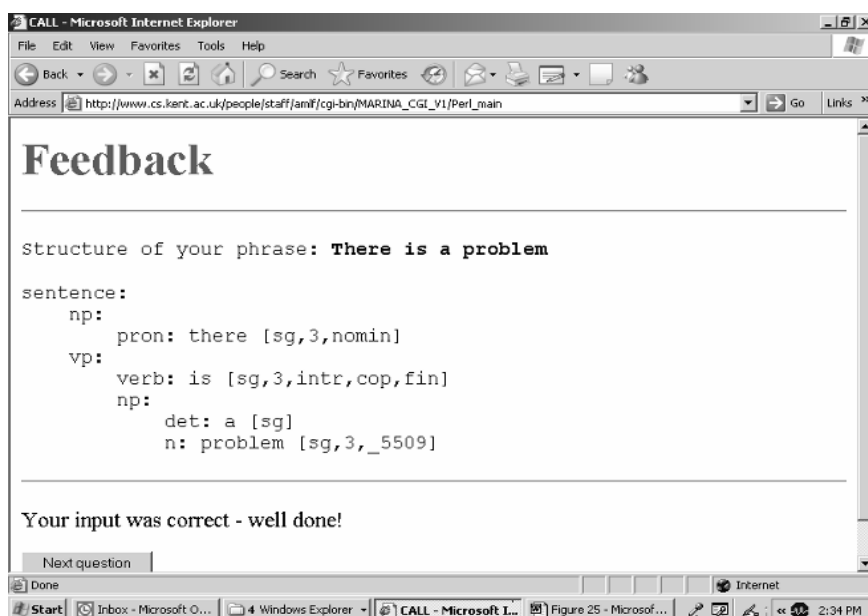 CALL - Microsoft Internet Explorer
File Edit View Favorites Tools Help
Back Search Favorites
Address http://www.cs.kent.ac.uk/people/staff/amlf/cgi-bin/MARINA_CGI_V1/Perl_main Go Links »
Feedback
Structure of your phrase: There is a problem
sentence:
np:
pron: there [sg,3,nomin]
vp:
verb: is [sg,3,intr,cop,fin]
np:
det: a [sg]
n: problem [sg,3,_5509]
Your input was correct - well done!
Next question
Done Internet
Start Inbox - Microsoft O... 4 Windows Explorer CALL - Microsoft I... Figure 25 - Microsof... « 2:34 PM